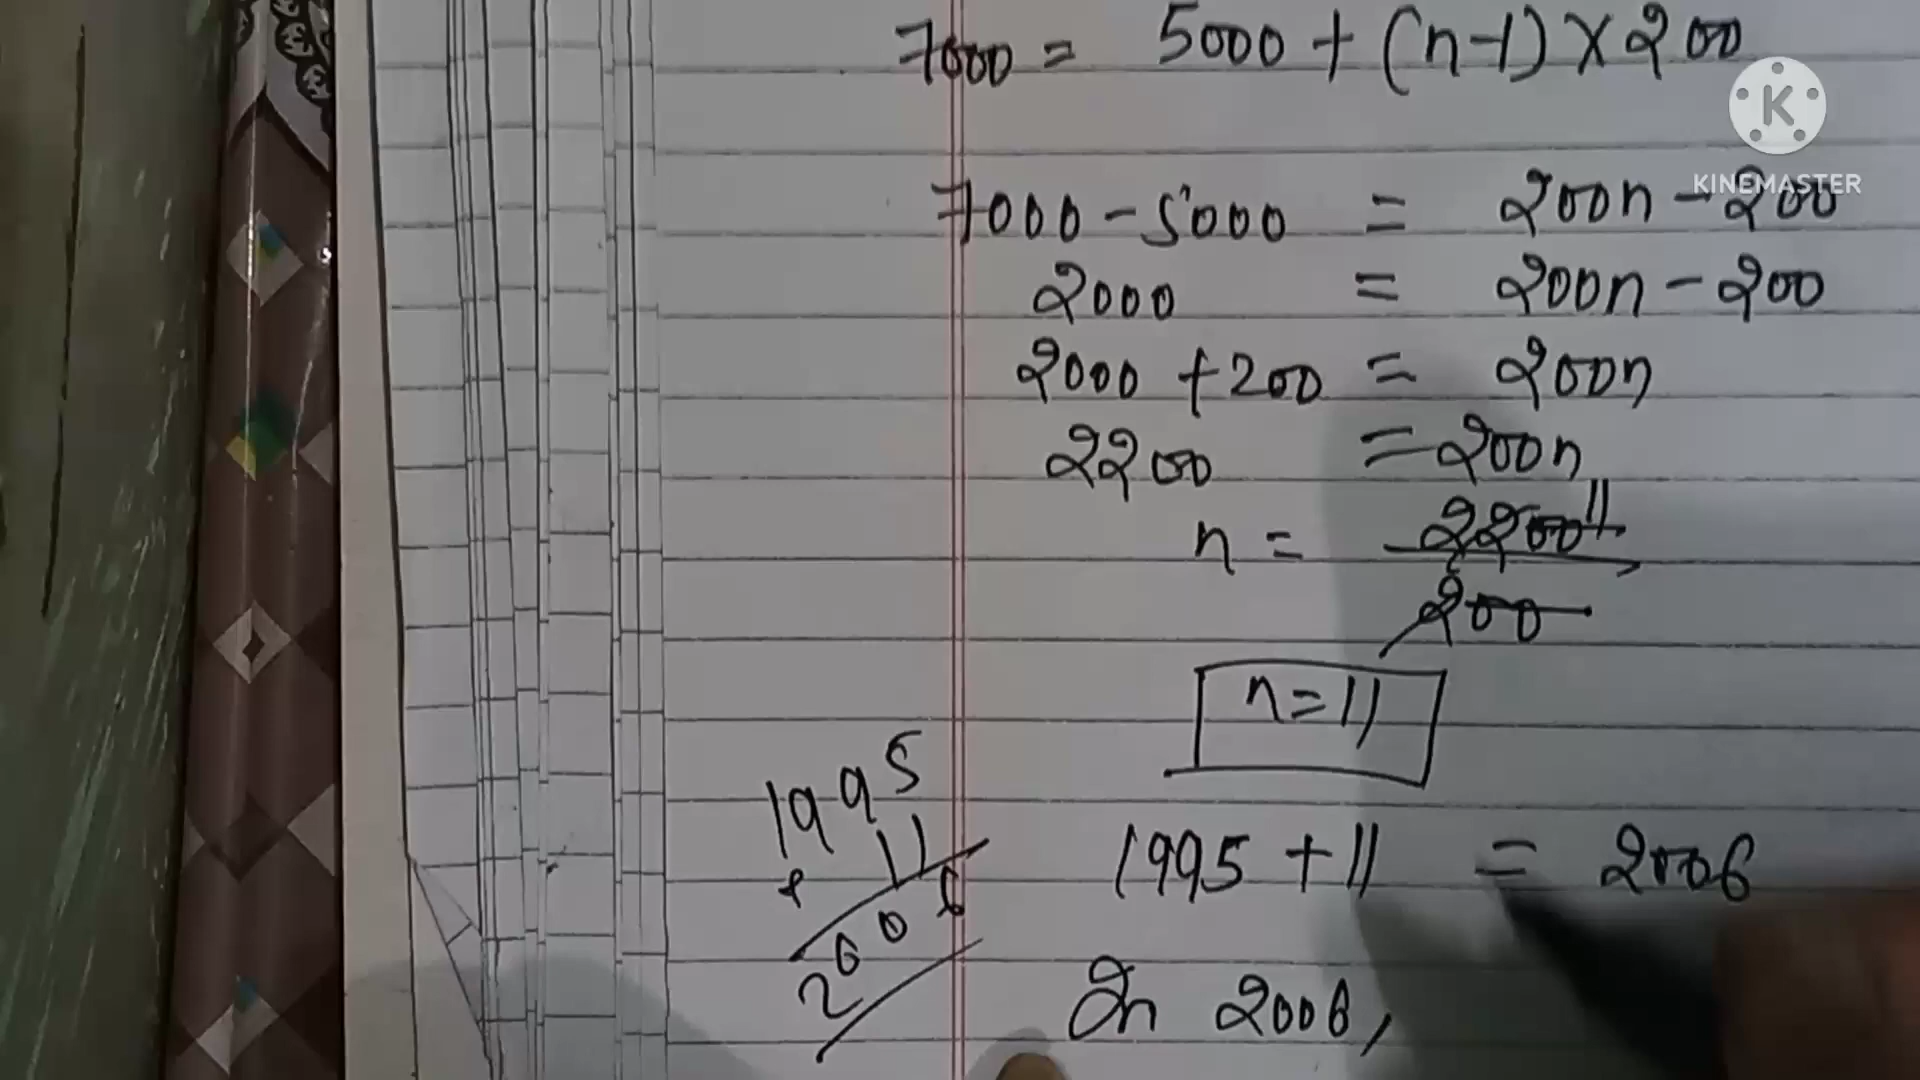 7000 = 5000 + (n-1) × 200
KINEMASTER
7000 - 5000 = 200n - 200
2000 = 200n - 200
2000 + 200 = 200n
2200 = 200n
n = 2200 11
200
n = 11
1995
+ 11
2006
1995 + 11 = 2006
In 2006,